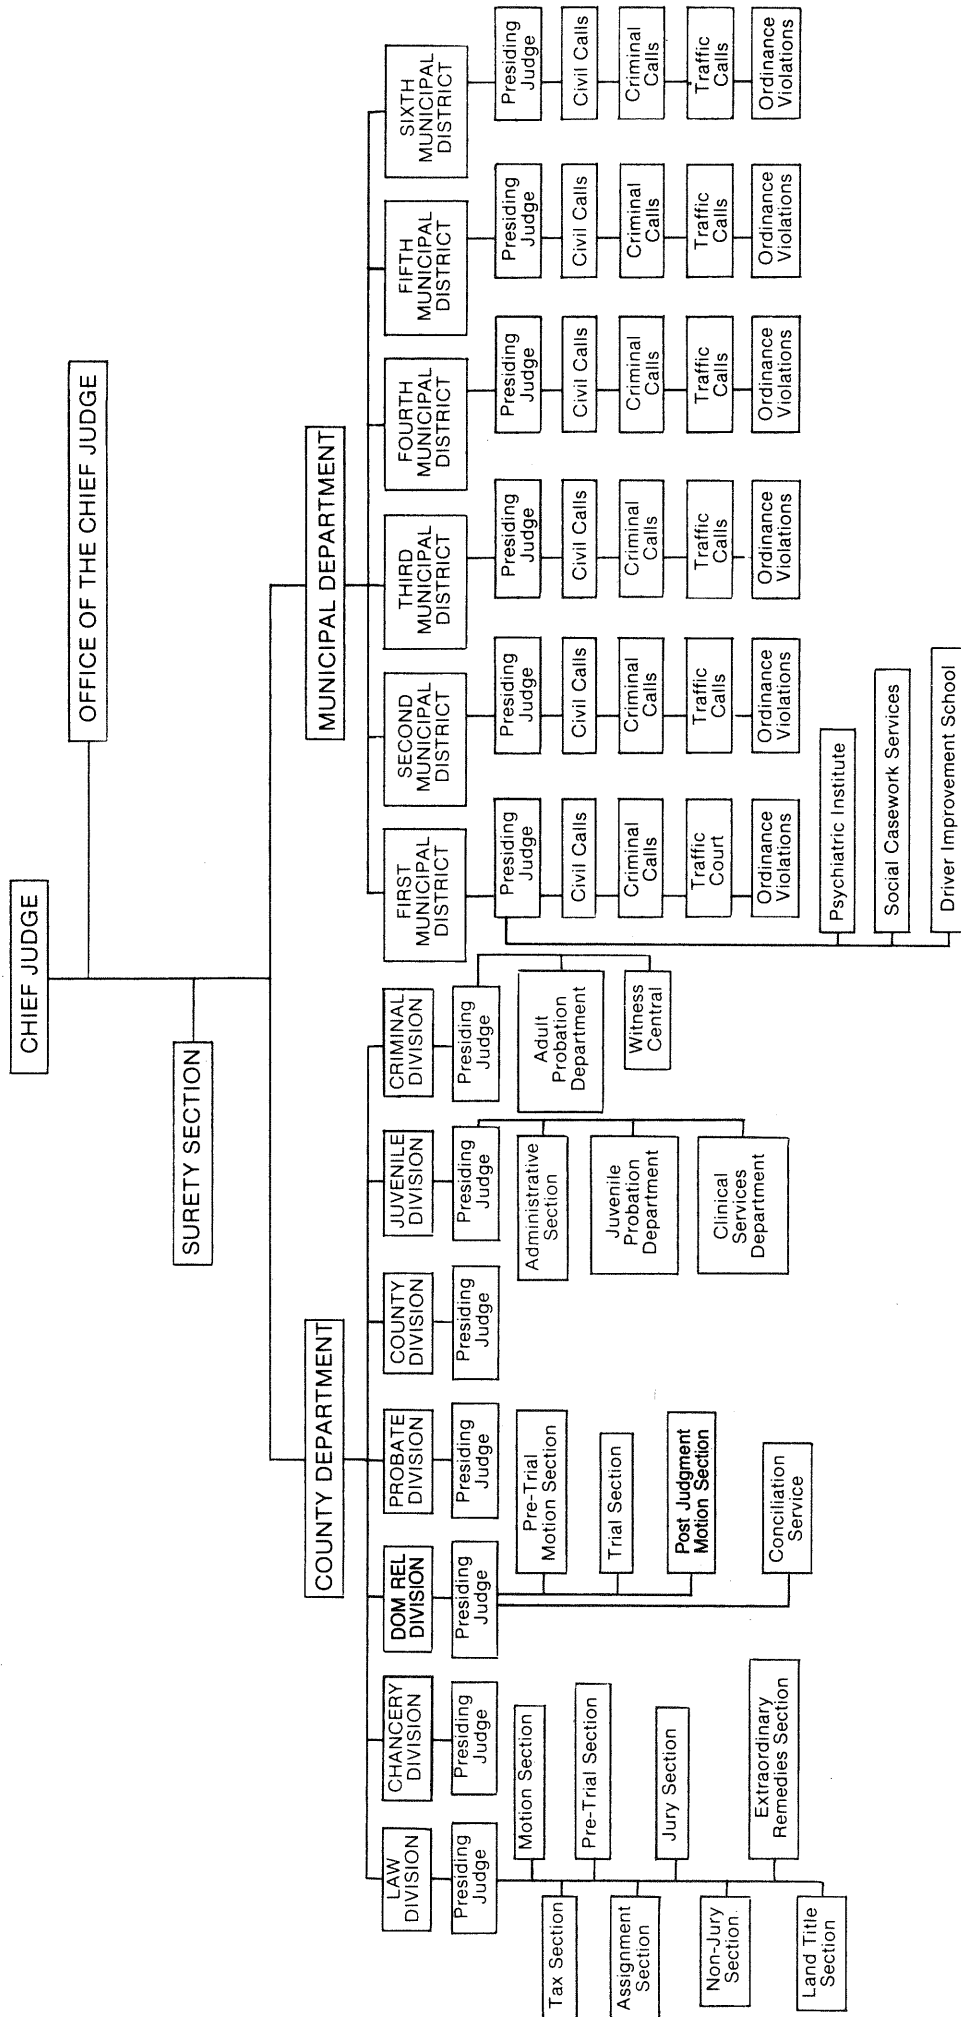 CHIEF JUDGE
OFFICE OF THE CHIEF JUDGE
SURETY SECTION
COUNTY DEPARTMENT
MUNICIPAL DEPARTMENT
LAW
DIVISION
Presiding
Judge
Motion Section
Tax Section
Pre-Trial Section
Assignment
Section
Jury Section
Non-Jury
Section
Extraordinary
Remedies Section
Land Title
Section
CHANCERY
DIVISION
Presiding
Judge
DOM REL
DIVISION
Presiding
Judge
Pre-Trial
Motion Section
Trial Section
Post Judgment
Motion Section
Conciliation
Service
PROBATE
DIVISION
Presiding
Judge
COUNTY
DIVISION
Presiding
Judge
JUVENILE
DIVISION
Presiding
Judge
Administrative
Section
Juvenile
Probation
Department
Clinical
Services
Department
CRIMINAL
DIVISION
Presiding
Judge
Adult
Probation
Department
Witness
Central
FIRST
MUNICIPAL
DISTRICT
Presiding
Judge
Civil Calls
Criminal
Calls
Traffic
Court
Ordinance
Violations
Psychiatric Institute
Social Casework Services
Driver Improvement School
SECOND
MUNICIPAL
DISTRICT
Presiding
Judge
Civil Calls
Criminal
Calls
Traffic
Calls
Ordinance
Violations
THIRD
MUNICIPAL
DISTRICT
Presiding
Judge
Civil Calls
Criminal
Calls
Traffic
Calls
Ordinance
Violations
FOURTH
MUNICIPAL
DISTRICT
Presiding
Judge
Civil Calls
Criminal
Calls
Traffic
Calls
Ordinance
Violations
FIFTH
MUNICIPAL
DISTRICT
Presiding
Judge
Civil Calls
Criminal
Calls
Traffic
Calls
Ordinance
Violations
SIXTH
MUNICIPAL
DISTRICT
Presiding
Judge
Civil Calls
Criminal
Calls
Traffic
Calls
Ordinance
Violations